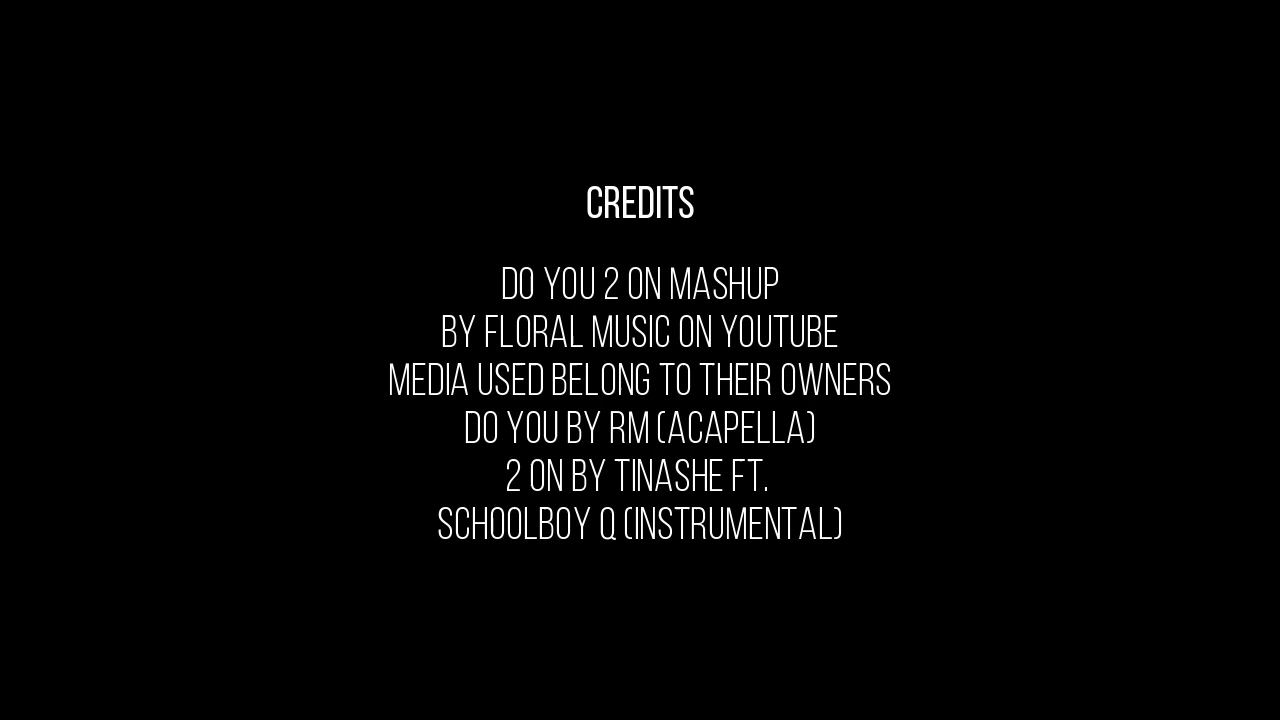 CREDITS
DO YOU 2 ON MASHUP
BY FLORAL MUSIC ON YOUTUBE
MEDIA USED BELONG TO THEIR OWNERS
DO YOU BY RM (ACAPELLA)
2 ON BY TINASHE FT.
SCHOOLBOY Q (INSTRUMENTAL)